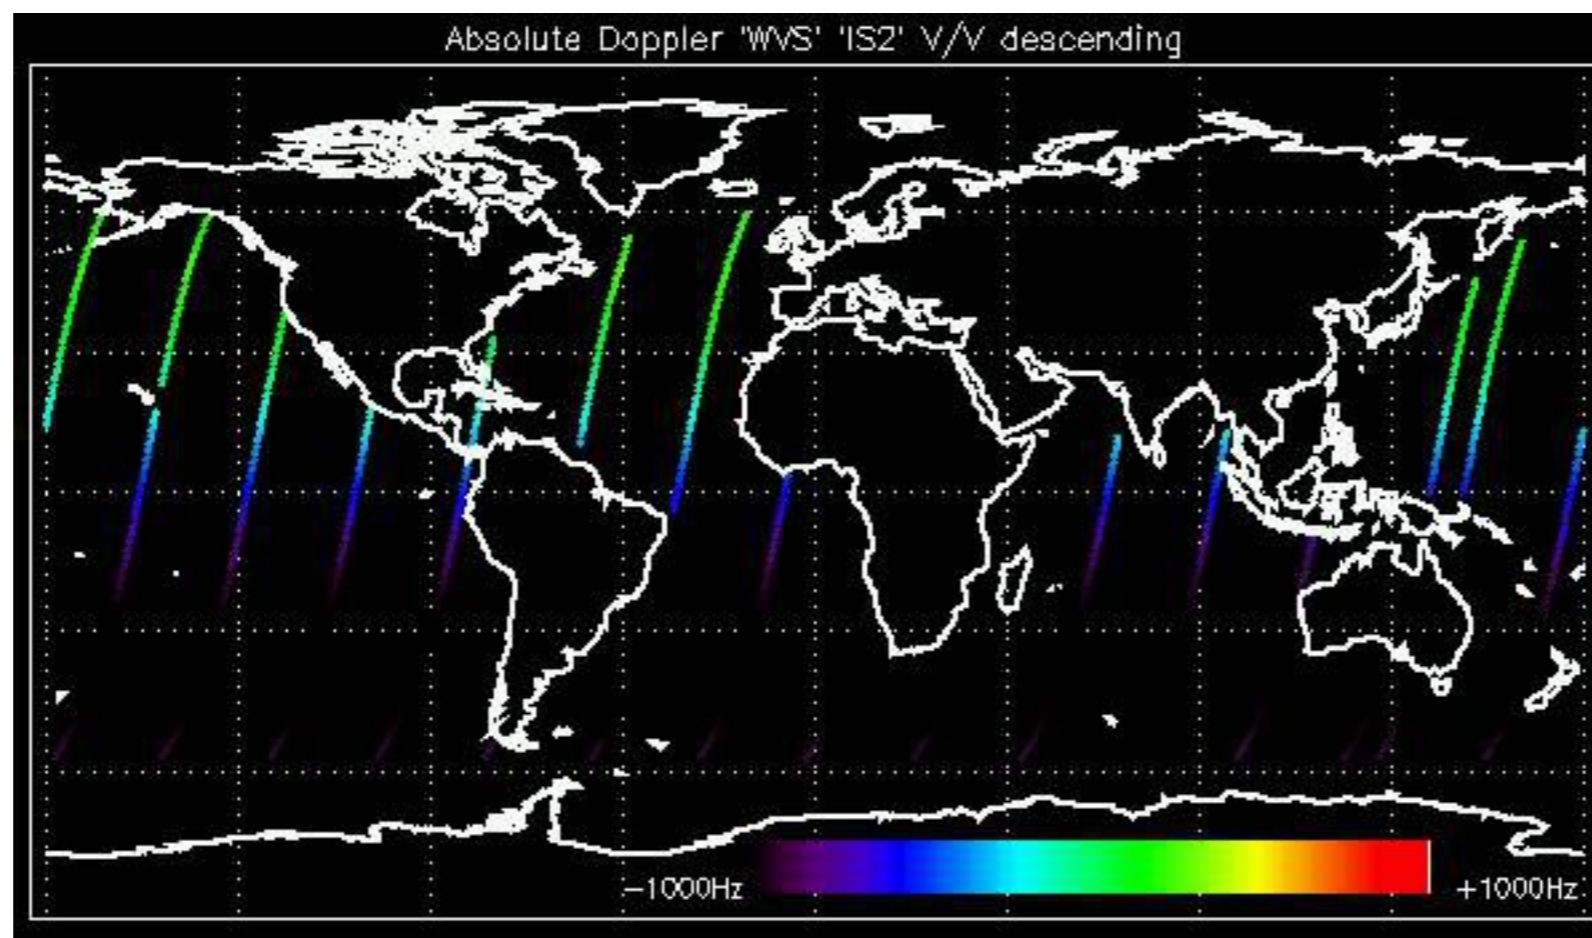 Absolute Doppler 'WVS' 'IS2' V/V descending
−1000Hz +1000Hz